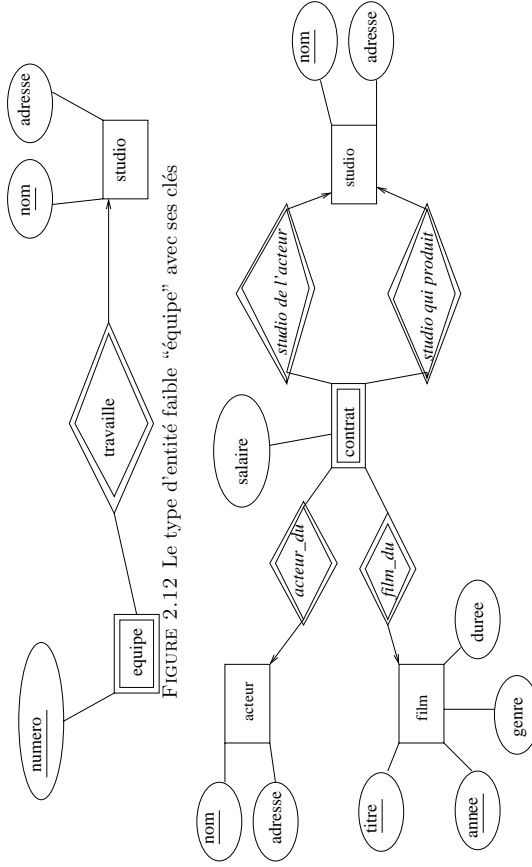 numero
equipe
travaille
nom
adresse
studio
FIGURE 2.12 Le type d'entité faible “équipe” avec ses clés
nom
adresse
acteur
acteur_du
salaire
contrat
studio de l'acteur
studio qui produit
nom
adresse
studio
titre
annee
genre
duree
film
film_du